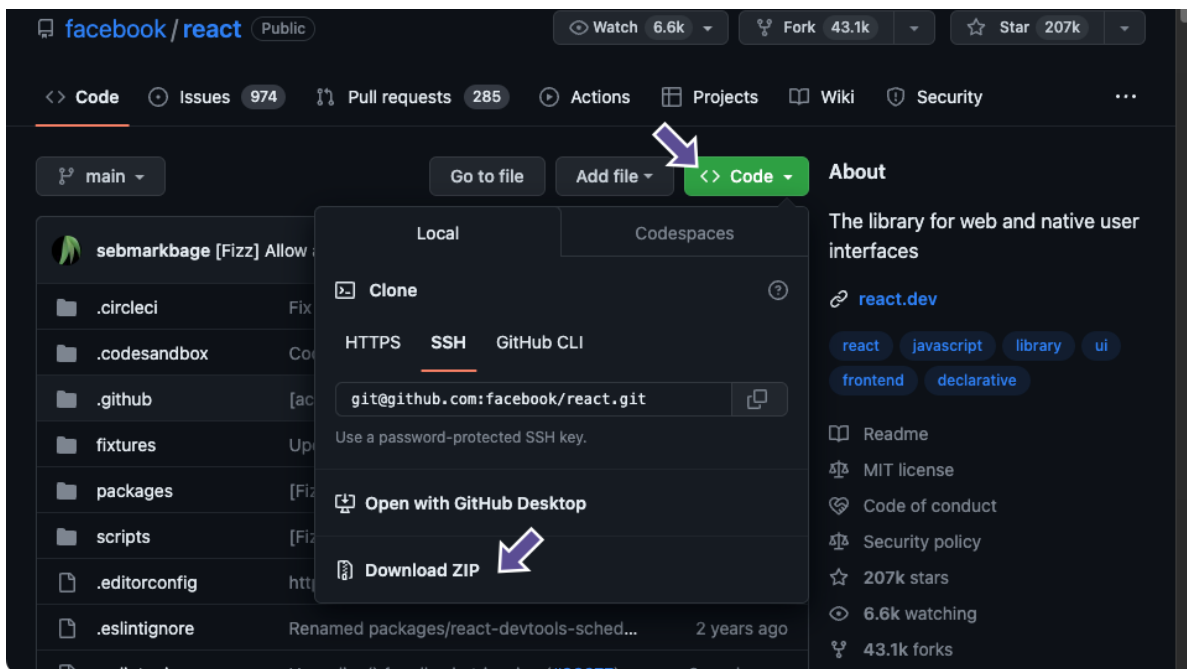 facebook / react Public Watch 6.6k Fork 43.1k Star 207k
Code Issues 974 Pull requests 285 Actions Projects Wiki Security ...
main Go to file Add file Code
About
The library for web and native user
interfaces
react.dev
react javascript library ui
frontend declarative
Readme
MIT license
Code of conduct
Security policy
207k stars
6.6k watching
43.1k forks
sebmarkbage [Fizz] Allow
.circleci Fix
.codesandbox
.github [ac
fixtures
packages [Fiz
scripts [Fiz
.editorconfig
.eslintignore Renamed packages/react-devtools-sched... 2 years ago
Local Codespaces
Clone
HTTPS SSH GitHub CLI
git@github.com:facebook/react.git
Use a password-protected SSH key.
Open with GitHub Desktop
Download ZIP